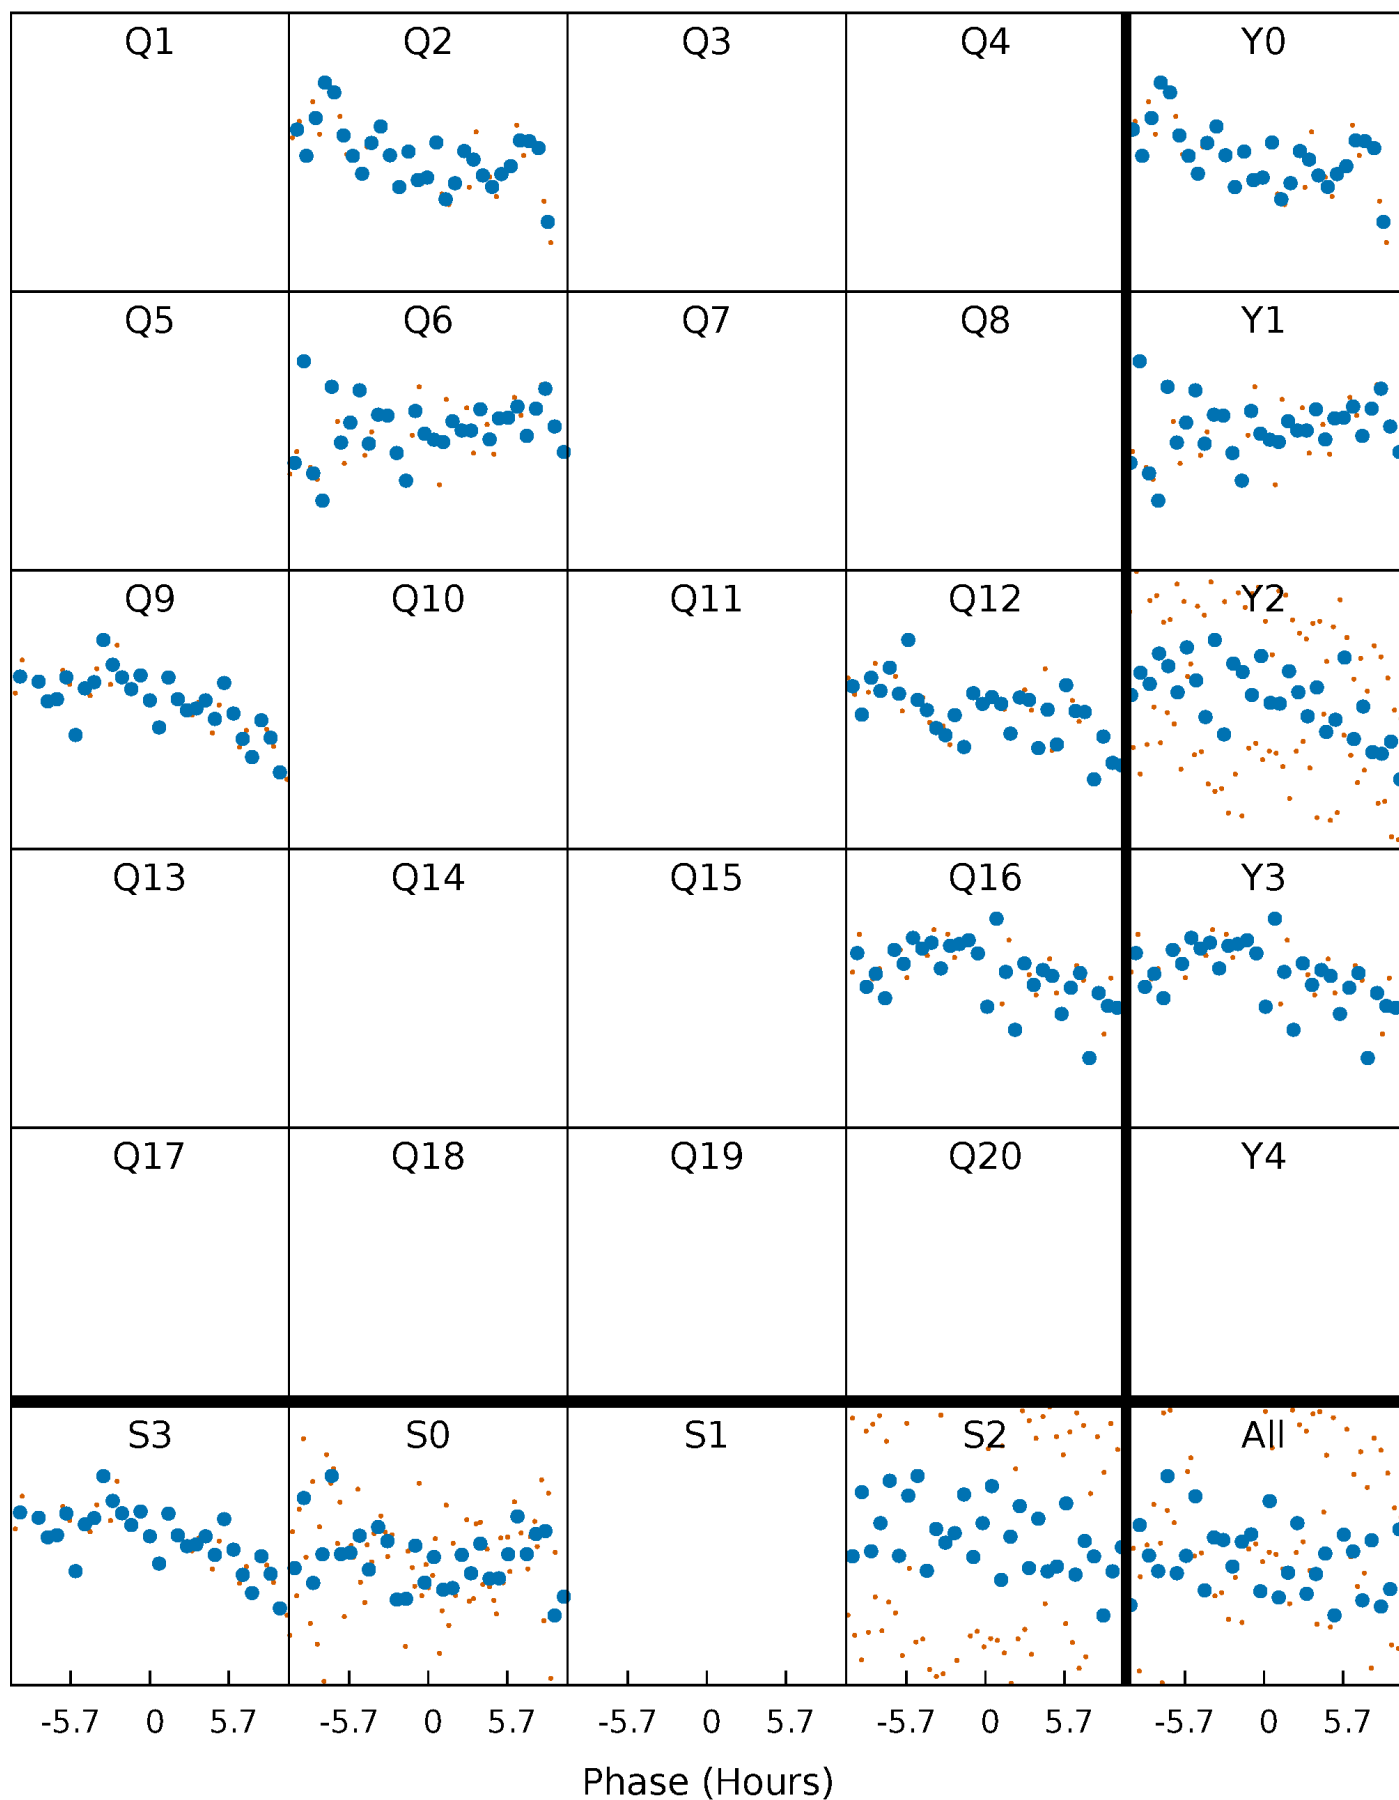 Q1 Q2 Q3 Q4 Y0
Q5 Q6 Q7 Q8 Y1
Q9 Q10 Q11 Q12 Y2
Q13 Q14 Q15 Q16 Y3
Q17 Q18 Q19 Q20 Y4
S3 S0 S1 S2 All
-5.7 0 5.7 -5.7 0 5.7 -5.7 0 5.7 -5.7 0 5.7 -5.7 0 5.7
Phase (Hours)